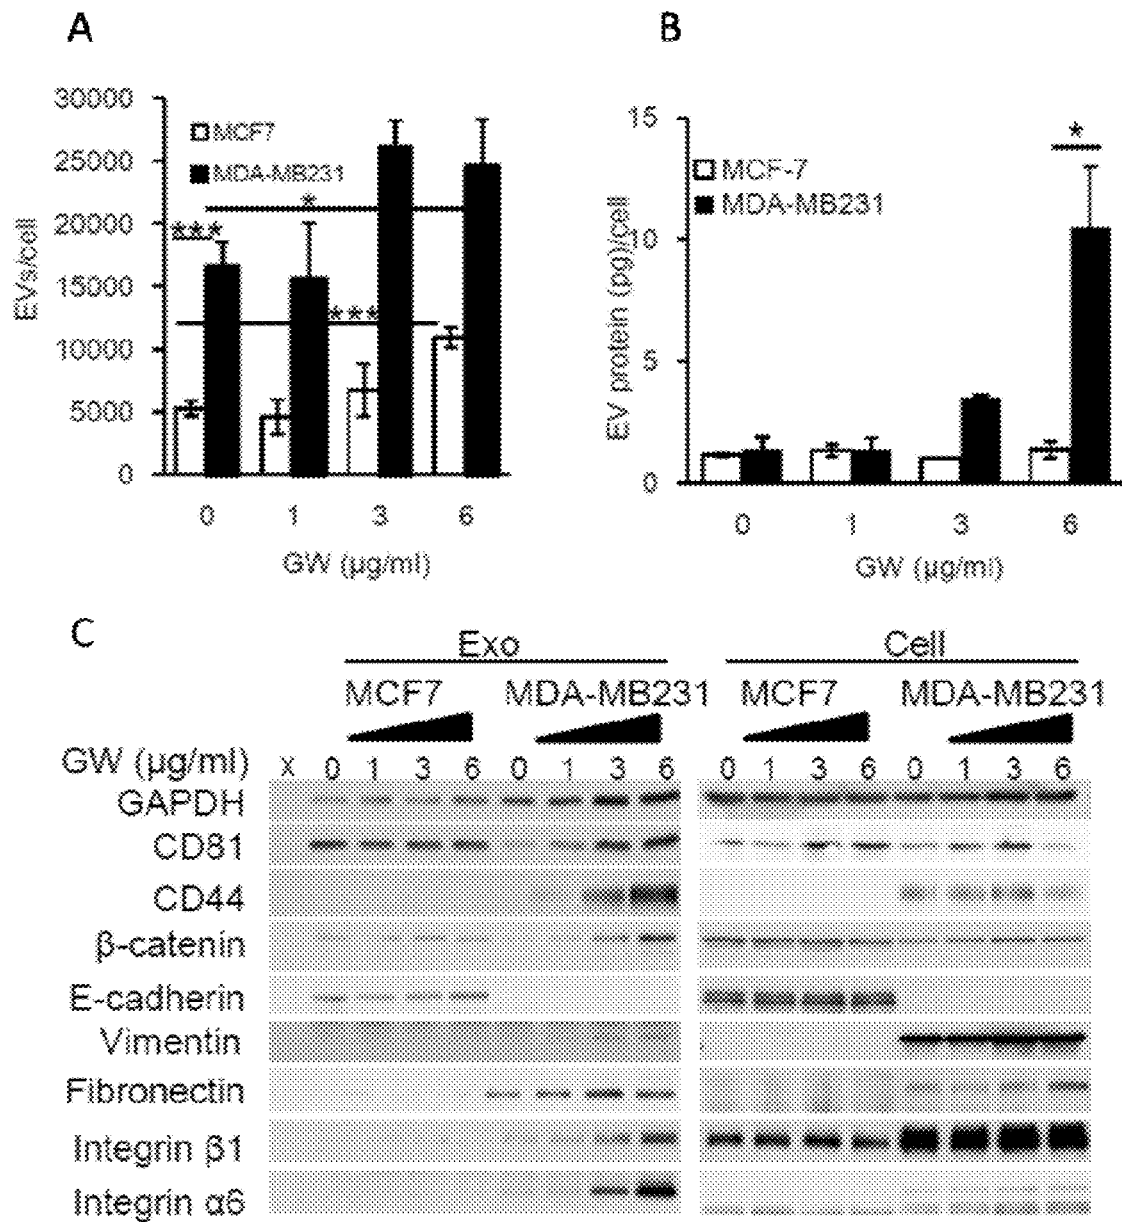 A
30000
25000
20000
15000
10000
5000
0
EVs/cell
MCF7
MDA-MB231
***
*
***
0 1 3 6
GW (µg/ml)
B
15
10
5
0
EV protein (pg)/cell
MCF-7
MDA-MB231
*
0 1 3 6
GW (µg/ml)
C
Exo Cell
MCF7 MDA-MB231 MCF7 MDA-MB231
GW (µg/ml) X 0 1 3 6 0 1 3 6 0 1 3 6 0 1 3 6
GAPDH
CD81
CD44
β-catenin
E-cadherin
Vimentin
Fibronectin
Integrin β1
Integrin α6